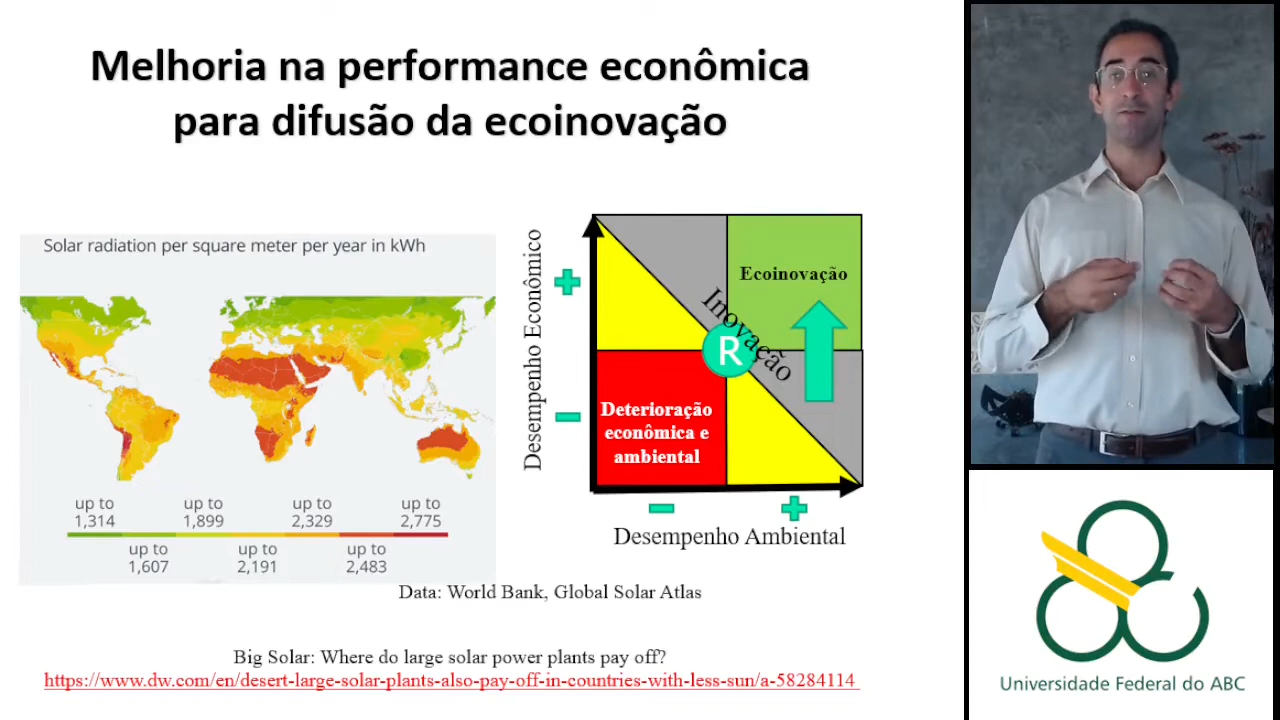 Melhoria na performance econômica
para difusão da ecoinovação
Solar radiation per square meter per year in kWh
up to
1,314
up to
1,899
up to
2,329
up to
2,775
up to
1,607
up to
2,191
up to
2,483
Desempenho Econômico
Ecoinovação
Inovação
R
Deterioração
econômica e
ambiental
Desempenho Ambiental
Data: World Bank, Global Solar Atlas
Big Solar: Where do large solar power plants pay off?
https://www.dw.com/en/desert-large-solar-plants-also-pay-off-in-countries-with-less-sun/a-58284114
Universidade Federal do ABC